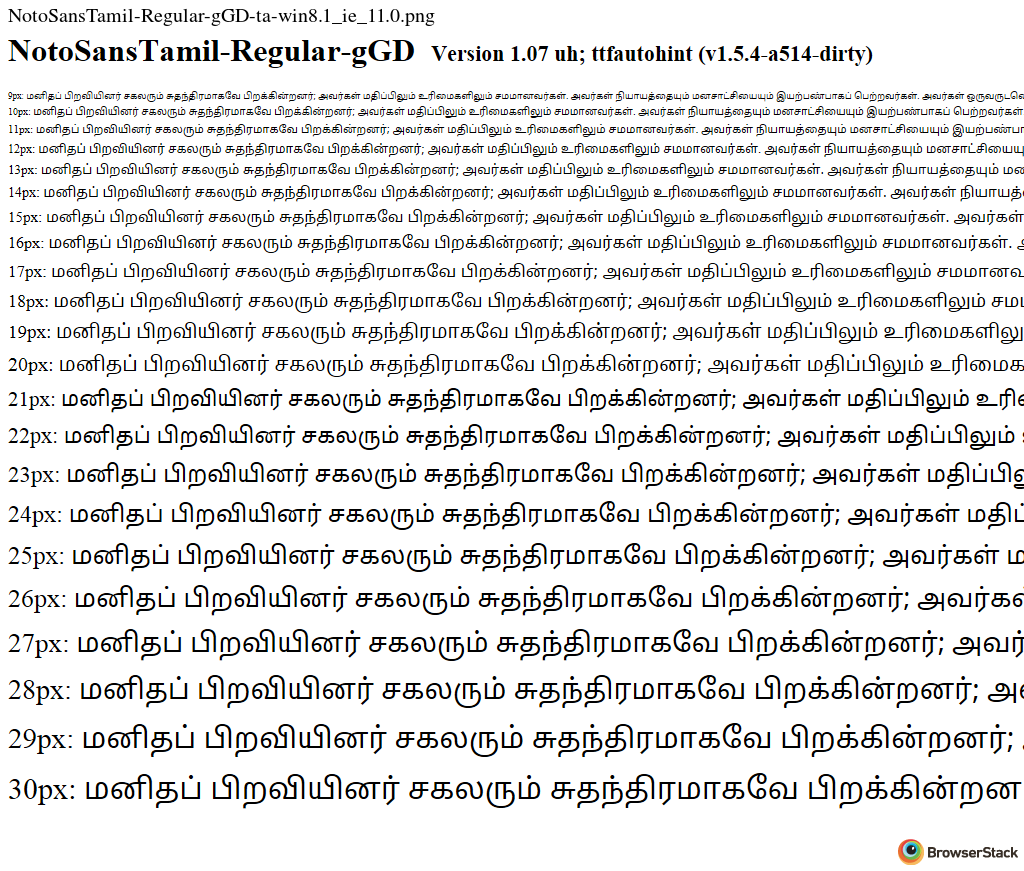 NotoSansTamil-Regular-gGD-ta-win8.1_ie_11.0.png
NotoSansTamil-Regular-gGD Version 1.07 uh; ttfautohint (v1.5.4-a514-dirty)
9px: மனிதப் பிறவியினர் சகலரும் சுதந்திரமாகவே பிறக்கின்றனர்; அவர்கள் மதிப்பிலும் உரிமைகளிலும் சமமானவர்கள். அவர்கள் நியாயத்தையும் மனசாட்சியையும் இயற்பண்பாகப் பெற்றவர்கள். அவர்கள்
10px: மனிதப் பிறவியினர் சகலரும் சுதந்திரமாகவே பிறக்கின்றனர்; அவர்கள் மதிப்பிலும் உரிமைகளிலும் சமமானவர்கள். அவர்கள் நியாயத்தையும் மனசாட்சியையும் இயற்பண்பாகப் பெற்றவர்கள்
11px: மனிதப் பிறவியினர் சகலரும் சுதந்திரமாகவே பிறக்கின்றனர்; அவர்கள் மதிப்பிலும் உரிமைகளிலும் சமமானவர்கள். அவர்கள் நியாயத்தையும் மனசாட்சியையும்
12px: மனிதப் பிறவியினர் சகலரும் சுதந்திரமாகவே பிறக்கின்றனர்; அவர்கள் மதிப்பிலும் உரிமைகளிலும் சமமானவர்கள். அவர்கள் நியாயத்தையும்
13px: மனிதப் பிறவியினர் சகலரும் சுதந்திரமாகவே பிறக்கின்றனர்; அவர்கள் மதிப்பிலும் உரிமைகளிலும் சமமானவர்கள். அவர்கள் நியாயத்தையும்
14px: மனிதப் பிறவியினர் சகலரும் சுதந்திரமாகவே பிறக்கின்றனர்; அவர்கள் மதிப்பிலும் உரிமைகளிலும் சமமானவர்கள். அவர்கள்
15px: மனிதப் பிறவியினர் சகலரும் சுதந்திரமாகவே பிறக்கின்றனர்; அவர்கள் மதிப்பிலும் உரிமைகளிலும் சமமானவர்கள். அவர்கள்
16px: மனிதப் பிறவியினர் சகலரும் சுதந்திரமாகவே பிறக்கின்றனர்; அவர்கள் மதிப்பிலும் உரிமைகளிலும் சமமானவர்கள்.
17px: மனிதப் பிறவியினர் சகலரும் சுதந்திரமாகவே பிறக்கின்றனர்; அவர்கள் மதிப்பிலும் உரிமைகளிலும்
18px: மனிதப் பிறவியினர் சகலரும் சுதந்திரமாகவே பிறக்கின்றனர்; அவர்கள் மதிப்பிலும் உரிமைகளிலும்
19px: மனிதப் பிறவியினர் சகலரும் சுதந்திரமாகவே பிறக்கின்றனர்; அவர்கள் மதிப்பிலும் உரிமைகளிலு
20px: மனிதப் பிறவியினர் சகலரும் சுதந்திரமாகவே பிறக்கின்றனர்; அவர்கள் மதிப்பிலும் உரிமைக
21px: மனிதப் பிறவியினர் சகலரும் சுதந்திரமாகவே பிறக்கின்றனர்; அவர்கள் மதிப்பிலும்
22px: மனிதப் பிறவியினர் சகலரும் சுதந்திரமாகவே பிறக்கின்றனர்; அவர்கள் மதிப்பிலும்
23px: மனிதப் பிறவியினர் சகலரும் சுதந்திரமாகவே பிறக்கின்றனர்; அவர்கள்
24px: மனிதப் பிறவியினர் சகலரும் சுதந்திரமாகவே பிறக்கின்றனர்; அவர்கள்
25px: மனிதப் பிறவியினர் சகலரும் சுதந்திரமாகவே பிறக்கின்றனர்; அவர்கள்
26px: மனிதப் பிறவியினர் சகலரும் சுதந்திரமாகவே பிறக்கின்றனர்;
27px: மனிதப் பிறவியினர் சகலரும் சுதந்திரமாகவே பிறக்கின்றனர்; அவர்
28px: மனிதப் பிறவியினர் சகலரும் சுதந்திரமாகவே பிறக்கின்றனர்;
29px: மனிதப் பிறவியினர் சகலரும் சுதந்திரமாகவே பிறக்கின்றனர்;
30px: மனிதப் பிறவியினர் சகலரும் சுதந்திரமாகவே பிறக்கின்றன
BrowserStack